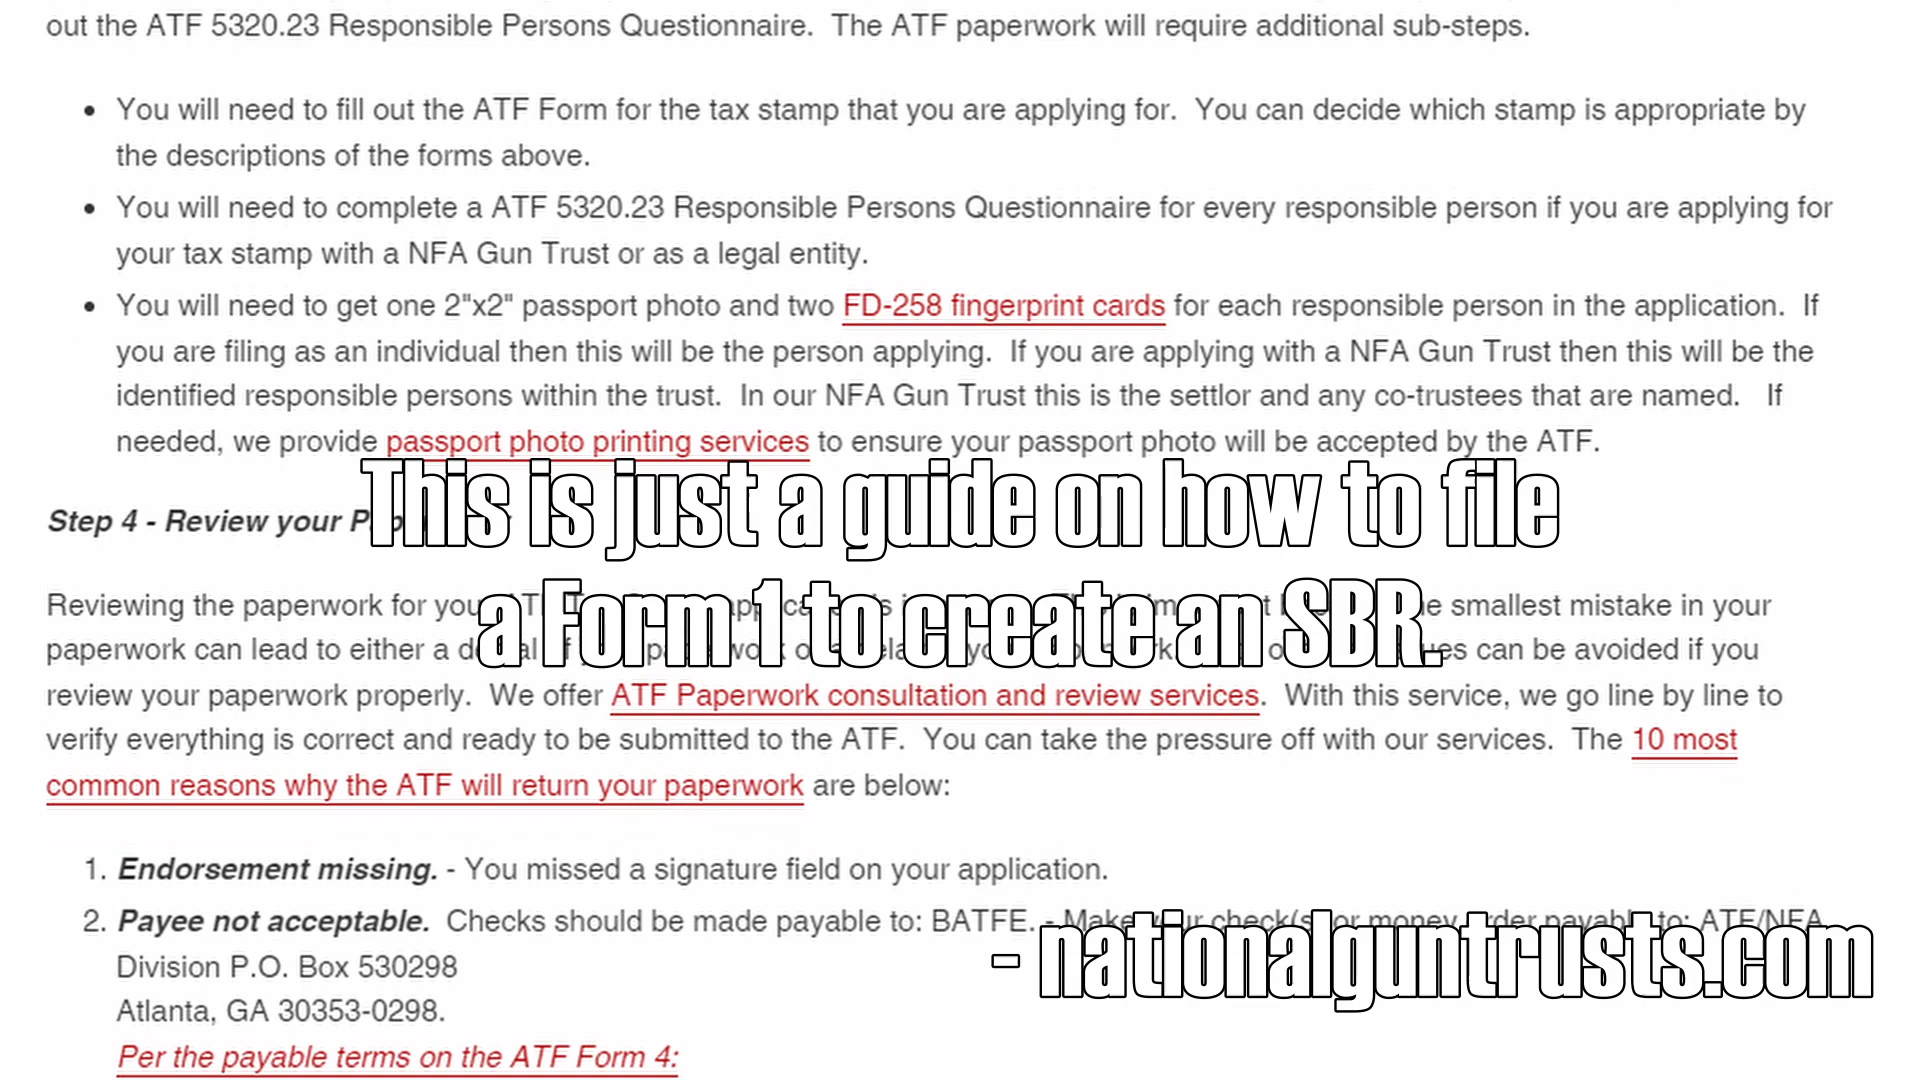 out the ATF 5320.23 Responsible Persons Questionnaire.  The ATF paperwork will require additional sub-steps.
• You will need to fill out the ATF Form for the tax stamp that you are applying for.  You can decide which stamp is appropriate by
the descriptions of the forms above.
• You will need to complete a ATF 5320.23 Responsible Persons Questionnaire for every responsible person if you are applying for
your tax stamp with a NFA Gun Trust or as a legal entity.
• You will need to get one 2"x2" passport photo and two FD-258 fingerprint cards for each responsible person in the application.  If
you are filing as an individual then this will be the person applying.  If you are applying with a NFA Gun Trust then this will be the
identified responsible persons within the trust.  In our NFA Gun Trust this is the settlor and any co-trustees that are named.   If
needed, we provide passport photo printing services to ensure your passport photo will be accepted by the ATF.
This is just a guide on how to file
Step 4 - Review your
a Form 1 to create an SBR.
Reviewing the paperwork for smallest mistake in your
paperwork can lead to either a can be avoided if you
review your paperwork properly.  We offer ATF Paperwork consultation and review services.  With this service, we go line by line to
verify everything is correct and ready to be submitted to the ATF.  You can take the pressure off with our services.  The 10 most
common reasons why the ATF will return your paperwork are below:
1. Endorsement missing. - You missed a signature field on your application.
2. Payee not acceptable.  Checks should be made payable to: BATFE. - Make your check(s) or money order payable to: ATF/NFA
- nationalguntrusts.com
Division P.O. Box 530298
Atlanta, GA 30353-0298.
Per the payable terms on the ATF Form 4: